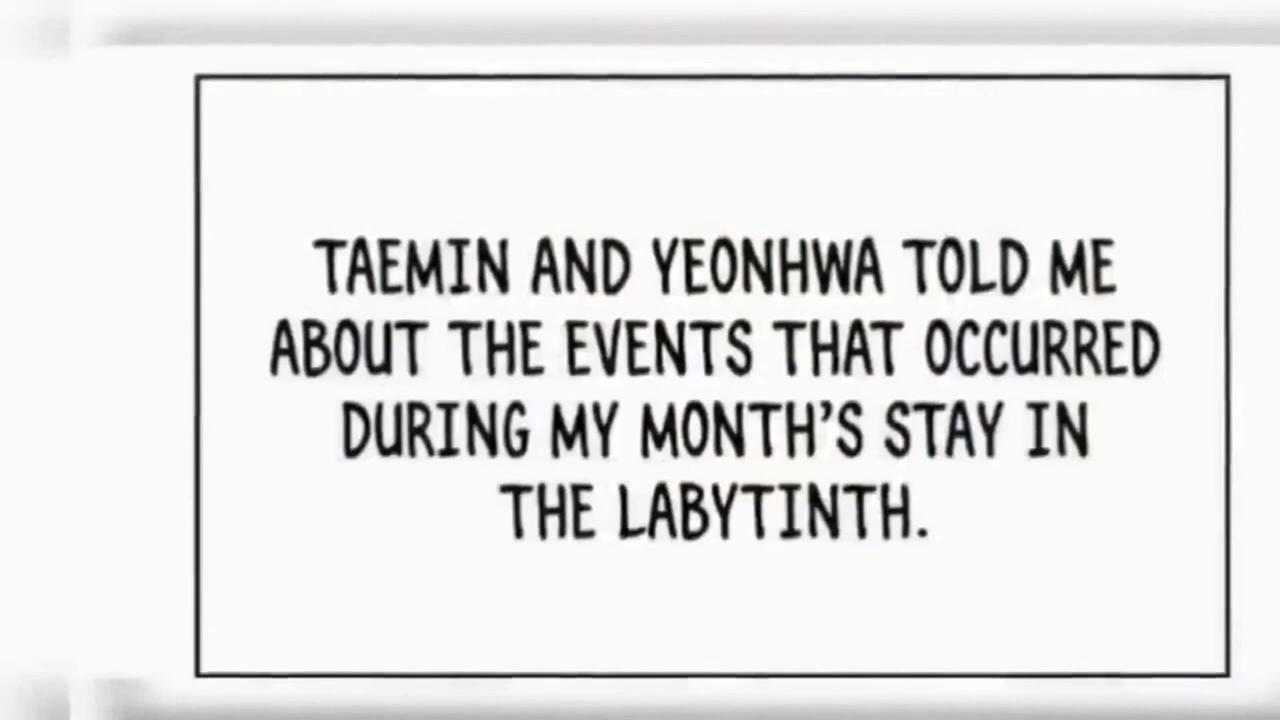 TAEMIN AND YEONHWA TOLD ME
ABOUT THE EVENTS THAT OCCURRED
DURING MY MONTH'S STAY IN
THE LABYTINTH.